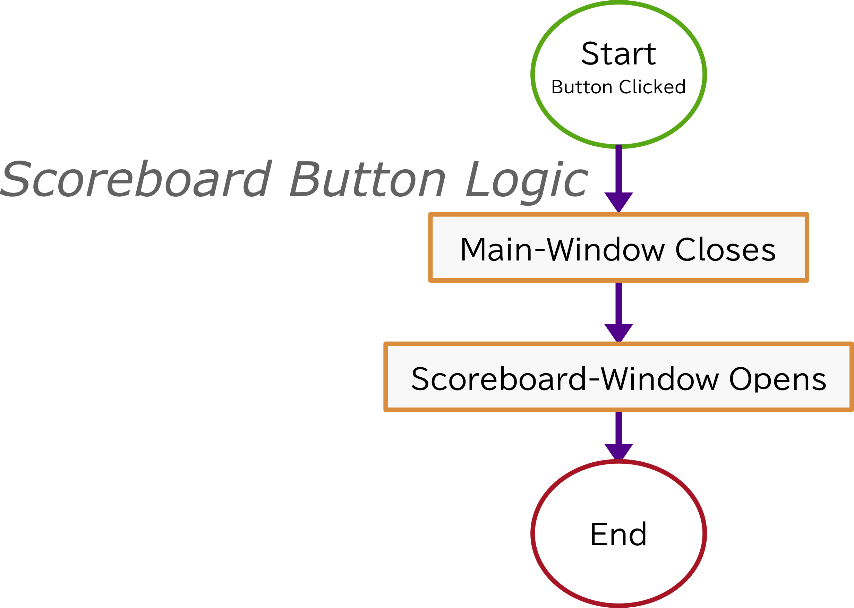 Start
Button Clicked
Scoreboard Button Logic
Main-Window Closes
Scoreboard-Window Opens
End